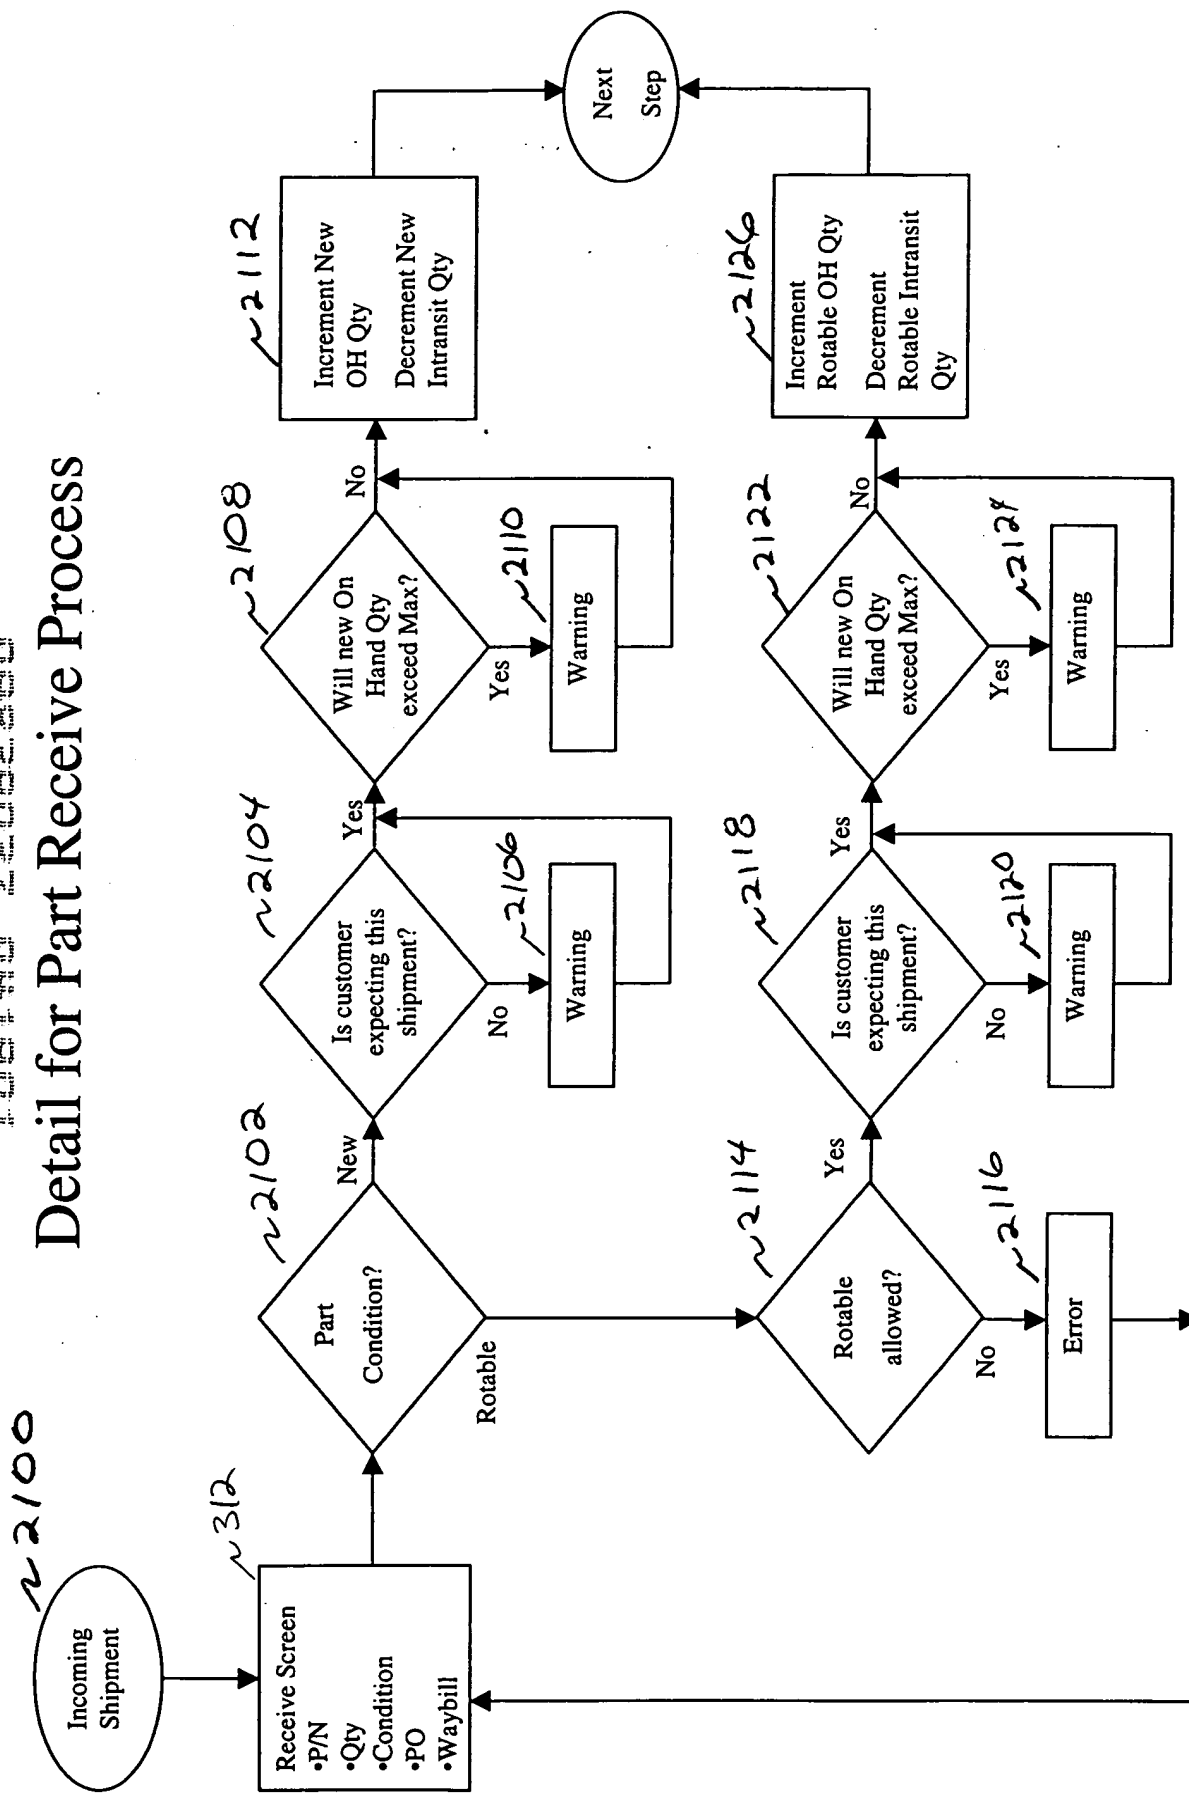 Detail for Part Receive Process
~2100
Incoming
Shipment
~312
Receive Screen
•P/N
•Qty
•Condition
•PO
•Waybill
~2102
Part
Condition?
New
Rotable
~2104
Is customer
expecting this
shipment?
Yes
No
~2106
Warning
~2108
Will new On
Hand Qty
exceed Max?
No
Yes
~2110
Warning
~2112
Increment New
OH Qty
Decrement New
Intransit Qty
Next
Step
~2114
Rotable
allowed?
Yes
No
~2116
Error
~2118
Is customer
expecting this
shipment?
Yes
No
~2120
Warning
~2122
Will new On
Hand Qty
exceed Max?
No
Yes
~2124
Warning
~2126
Increment
Rotable OH Qty
Decrement
Rotable Intransit
Qty